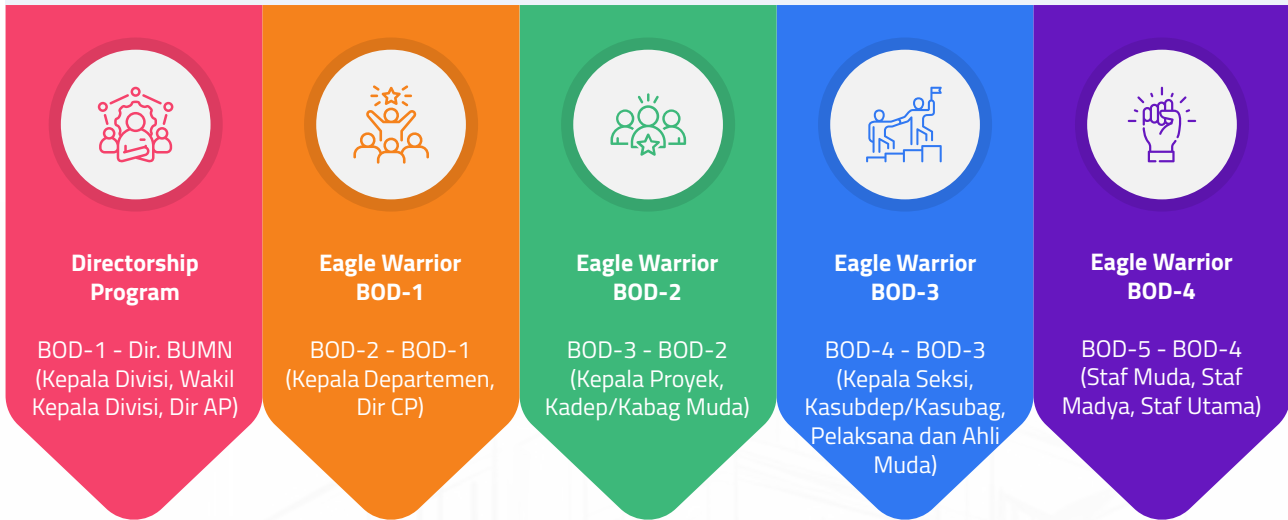 Directorship
Program
BOD-1 - Dir. BUMN
(Kepala Divisi, Wakil
Kepala Divisi, Dir AP)
Eagle Warrior
BOD-1
BOD-2 - BOD-1
(Kepala Departemen,
Dir CP)
Eagle Warrior
BOD-2
BOD-3 - BOD-2
(Kepala Proyek,
Kadep/Kabag Muda)
Eagle Warrior
BOD-3
BOD-4 - BOD-3
(Kepala Seksi,
Kasubdep/Kasubag,
Pelaksana dan Ahli
Muda)
Eagle Warrior
BOD-4
BOD-5 - BOD-4
(Staf Muda, Staf
Madya, Staf Utama)